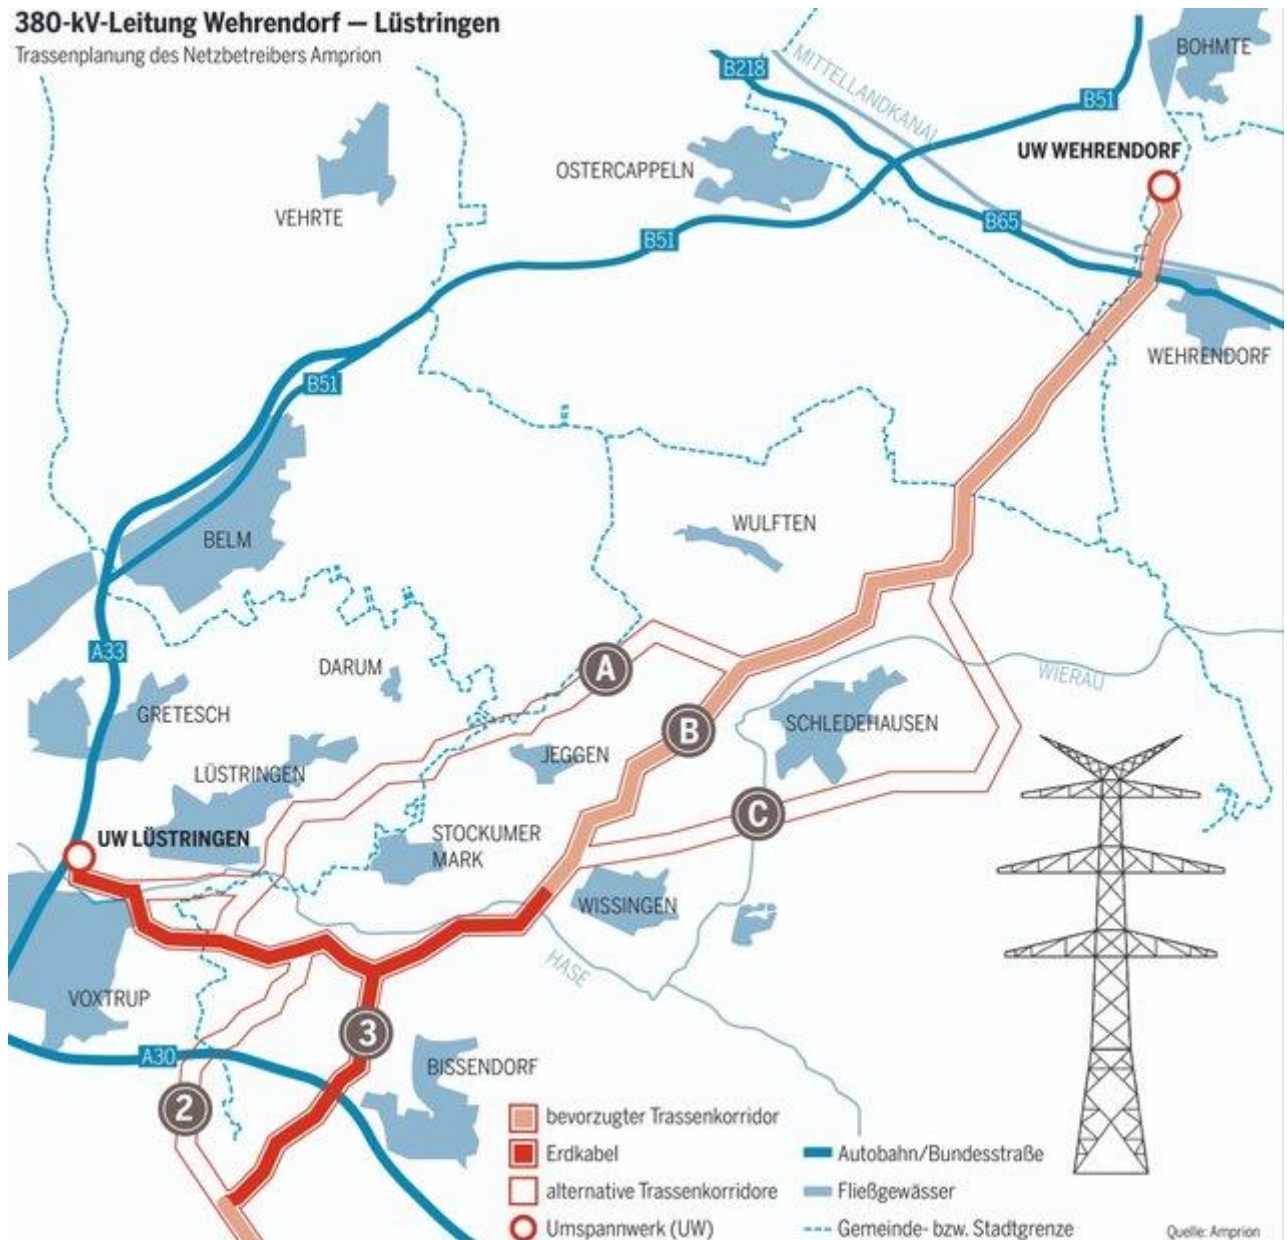 380-kV-Leitung Wehrendorf — Lüstringen
Trassenplanung des Netzbetreibers Amprion
BOHMTE
B218
MITTELLANDKANAL
B51
UW WEHRENDORF
OSTERCAPPELN
VEHRTE
B65
B51
WEHRENDORF
B51
WULFTEN
BELM
A33
DARUM
A
WIERAU
GRETESCH
B
SCHLEDEHAUSEN
JEGGEN
LÜSTRINGEN
C
UW LÜSTRINGEN
STOCKUMER
MARK
WISSINGEN
HASE
VOXTRUP
3
A30
BISSENDORF
2
bevorzugter Trassenkorridor
Erdkabel
alternative Trassenkorridore
Umspannwerk (UW)
Autobahn/Bundesstraße
Fließgewässer
Gemeinde- bzw. Stadtgrenze
Quelle: Amprion